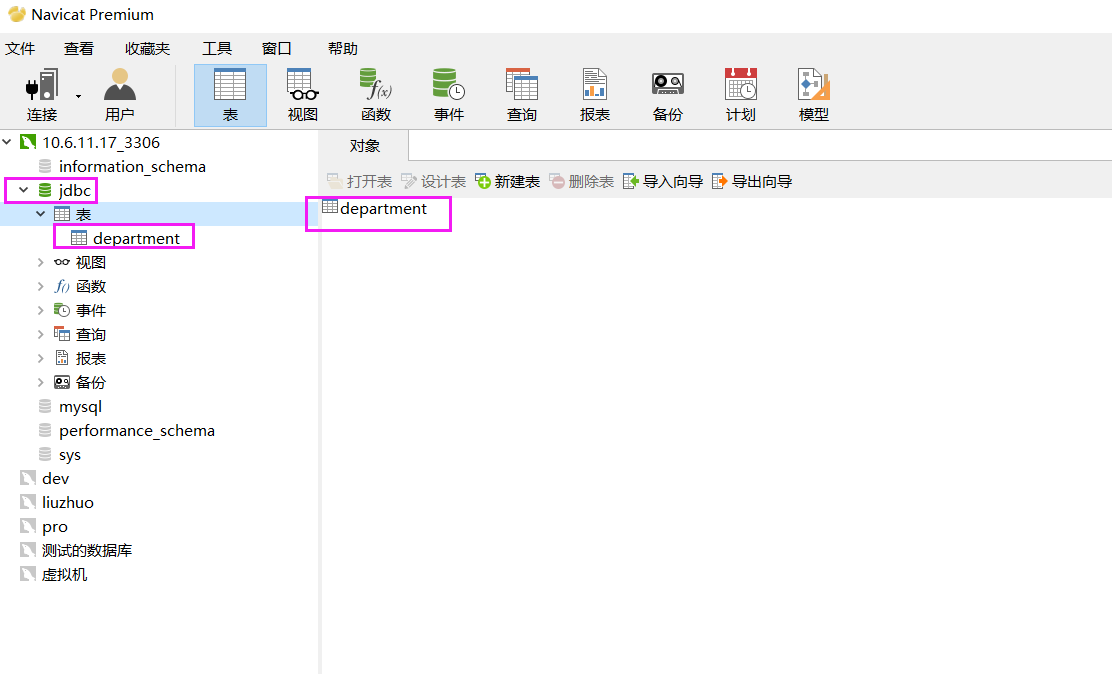 Navicat Premium
文件 查看 收藏夹 工具 窗口 帮助
连接 用户 表 视图 函数 事件 查询 报表 备份 计划 模型
10.6.11.17_3306
information_schema
jdbc
表
department
视图
函数
事件
查询
报表
备份
mysql
performance_schema
sys
dev
liuzhuo
pro
测试的数据库
虚拟机
对象
打开表 设计表 新建表 删除表 导入向导 导出向导
department